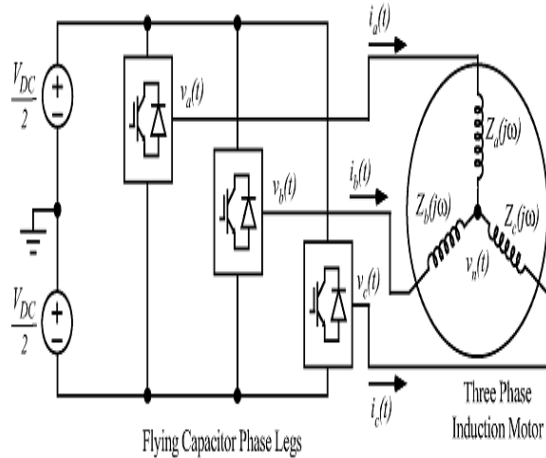 i_a(t)
V_DC
2
v_a(t)
Z_a(jω)
v_b(t)
i_b(t)
Z_b(jω)
Z_c(jω)
v_n(t)
v_c(t)
V_DC
2
i_c(t)
Three Phase
Induction Motor
Flying Capacitor Phase Legs